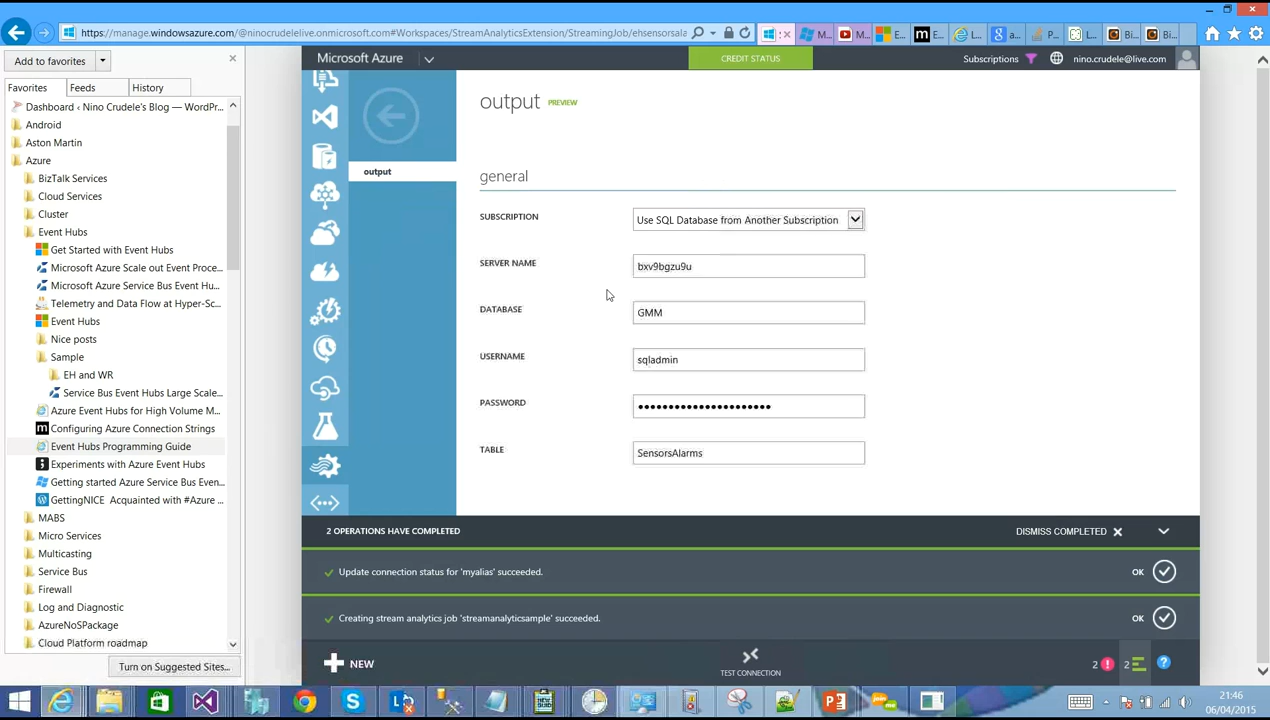 https://manage.windowsazure.com/@ninocrudelelive.onmicrosoft.com#Workspaces/StreamAnalyticsExtension/StreamingJob/ehsensorsala
M...
M...
E...
E...
L...
a...
P...
L...
Bi...
Bi...
Add to favorites
Favorites
Feeds
History
Dashboard ‹ Nino Crudele's Blog — WordPr...
Android
Aston Martin
Azure
BizTalk Services
Cloud Services
Cluster
Event Hubs
Get Started with Event Hubs
Microsoft Azure Scale out Event Proce...
Microsoft Azure Service Bus Event Hu...
Telemetry and Data Flow at Hyper-Sc...
Event Hubs
Nice posts
Sample
EH and WR
Service Bus Event Hubs Large Scale...
Azure Event Hubs for High Volume M...
Configuring Azure Connection Strings
Event Hubs Programming Guide
Experiments with Azure Event Hubs
Getting started Azure Service Bus Even...
GettingNICE Acquainted with #Azure ...
MABS
Micro Services
Multicasting
Service Bus
Firewall
Log and Diagnostic
AzureNoSPackage
Cloud Platform roadmap
Turn on Suggested Sites...
Microsoft Azure
CREDIT STATUS
Subscriptions
nino.crudele@live.com
output
output PREVIEW
general
SUBSCRIPTION
Use SQL Database from Another Subscription
SERVER NAME
bxv9bgzu9u
DATABASE
GMM
USERNAME
sqladmin
PASSWORD
••••••••••••••••••••••
TABLE
SensorsAlarms
2 OPERATIONS HAVE COMPLETED
DISMISS COMPLETED
Update connection status for 'myalias' succeeded.
OK
Creating stream analytics job 'streamanalyticsample' succeeded.
OK
NEW
TEST CONNECTION
2
2
21:46
06/04/2015